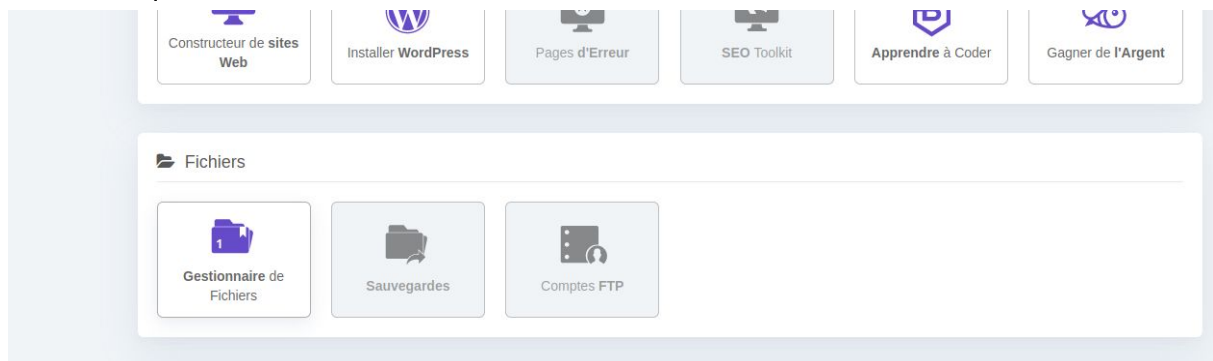 Constructeur de sites
Web
Installer WordPress
Pages d'Erreur
SEO Toolkit
Apprendre à Coder
Gagner de l'Argent
Fichiers
1
Gestionnaire de
Fichiers
Sauvegardes
Comptes FTP